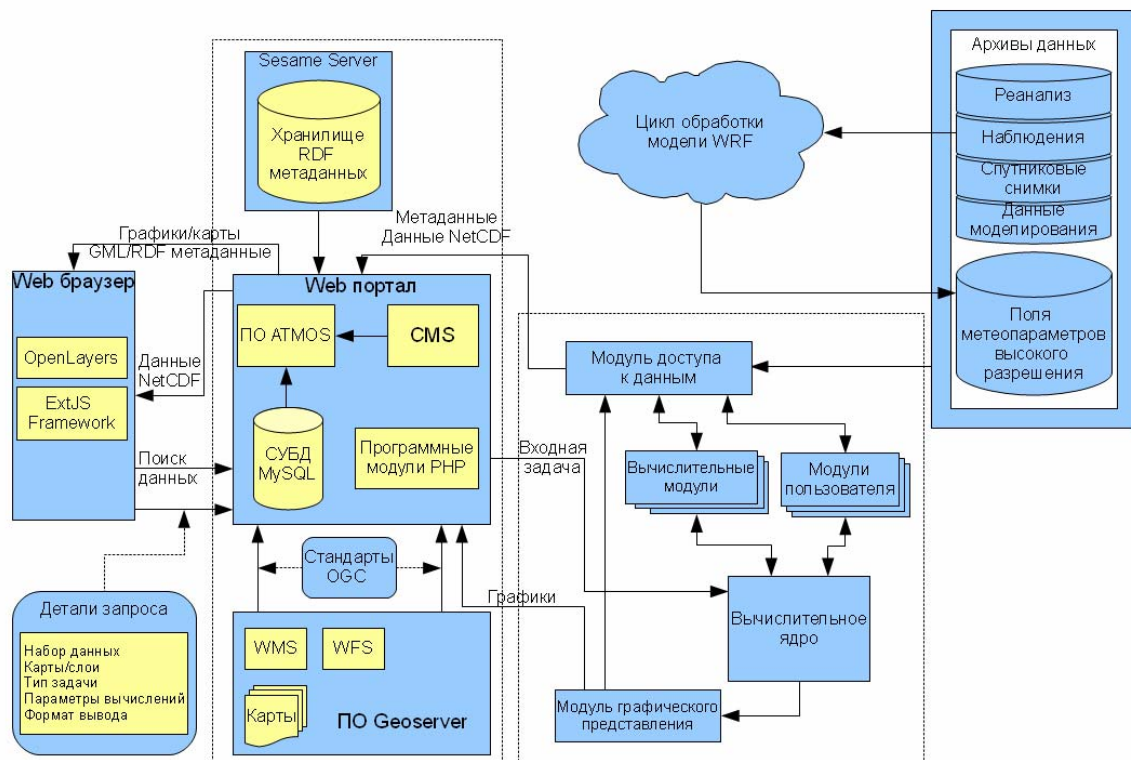 Sesame Server
Хранилище
RDF
метаданных
Цикл обработки
модели WRF
Архивы данных
Реанализ
Наблюдения
Спутниковые
снимки
Данные
моделирования
Поля
метеопараметров
высокого
разрешения
Графики/карты
GML/RDF метаданные
Метаданные
Данные NetCDF
Web браузер
OpenLayers
ExtJS
Framework
Данные
NetCDF
Поиск
данных
Web портал
ПО ATMOS
CMS
СУБД
MySQL
Программные
модули PHP
Входная
задача
Модуль доступа
к данным
Вычислительные
модули
Модули
пользователя
Вычислительное
ядро
Модуль графического
представления
Графики
Стандарты
OGC
WMS
WFS
Карты
ПО Geoserver
Детали запроса
Набор данных
Карты/слои
Тип задачи
Параметры вычислений
Формат вывода